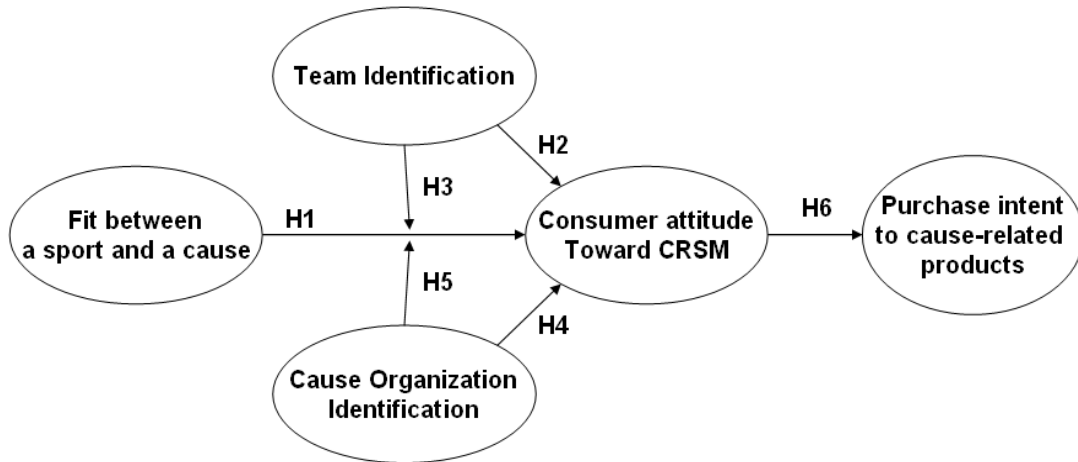 Team Identification
H2
H3
Fit between
a sport and a cause
H1
Consumer attitude
Toward CRSM
H6
Purchase intent
to cause-related
products
H5
H4
Cause Organization
Identification